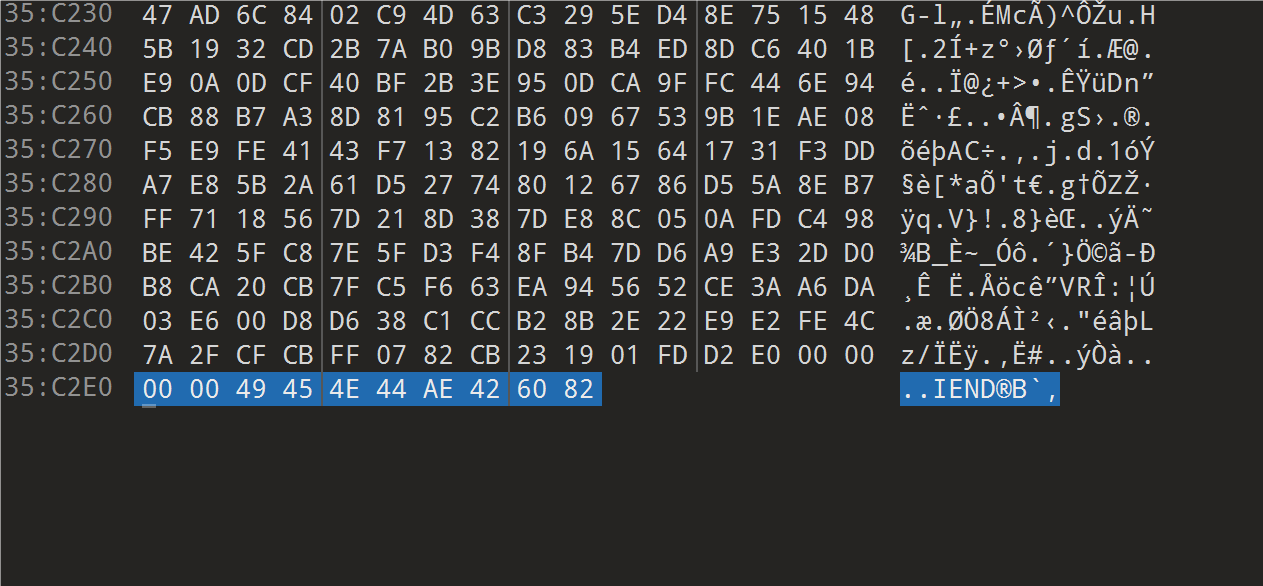 35:C230 47 AD 6C 84 02 C9 4D 63 C3 29 5E D4 8E 75 15 48 G-l„.ÉMcÃ)^ÔŽu.H
35:C240 5B 19 32 CD 2B 7A B0 9B D8 83 B4 ED 8D C6 40 1B [.2Í+z°›Øƒ´í.Æ@.
35:C250 E9 0A 0D CF 40 BF 2B 3E 95 0D CA 9F FC 44 6E 94 é..Ï@¿+>•.ÊŸüDn”
35:C260 CB 88 B7 A3 8D 81 95 C2 B6 09 67 53 9B 1E AE 08 Ëˆ·£..•Â¶.gS›.®.
35:C270 F5 E9 FE 41 43 F7 13 82 19 6A 15 64 17 31 F3 DD õéþAC÷.‚.j.d.1óÝ
35:C280 A7 E8 5B 2A 61 D5 27 74 80 12 67 86 D5 5A 8E B7 §è[*aÕ't€.g†ÕZŽ·
35:C290 FF 71 18 56 7D 21 8D 38 7D E8 8C 05 0A FD C4 98 ÿq.V}!.8}èŒ..ýÄ˜
35:C2A0 BE 42 5F C8 7E 5F D3 F4 8F B4 7D D6 A9 E3 2D D0 ¾B_È~_Óô.´}Ö©ã-Ð
35:C2B0 B8 CA 20 CB 7F C5 F6 63 EA 94 56 52 CE 3A A6 DA ¸Ê Ë.Åöcê”VRÎ:¦Ú
35:C2C0 03 E6 00 D8 D6 38 C1 CC B2 8B 2E 22 E9 E2 FE 4C .æ.ØÖ8ÁÌ²‹."éâþL
35:C2D0 7A 2F CF CB FF 07 82 CB 23 19 01 FD D2 E0 00 00 z/ÏËÿ.‚Ë#..ýÒà..
35:C2E0 00 00 49 45 4E 44 AE 42 60 82 ..IEND®B`‚